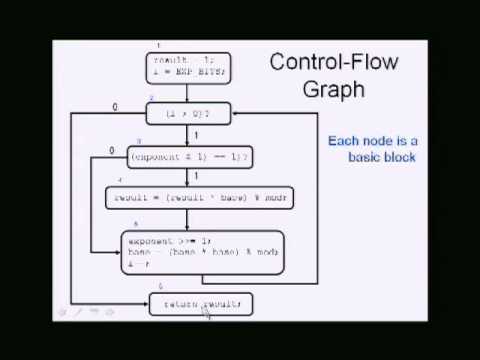 Control-Flow
Graph
Each node is a
basic block
1
result = 1;
i = EXP_BITS;
2
0
(i > 0)?
1
3
0
(exponent & 1) == 1)?
1
4
result = (result * base) % mod;
5
exponent >>= 1;
base = (base * base) % mod;
i--;
6
return result;